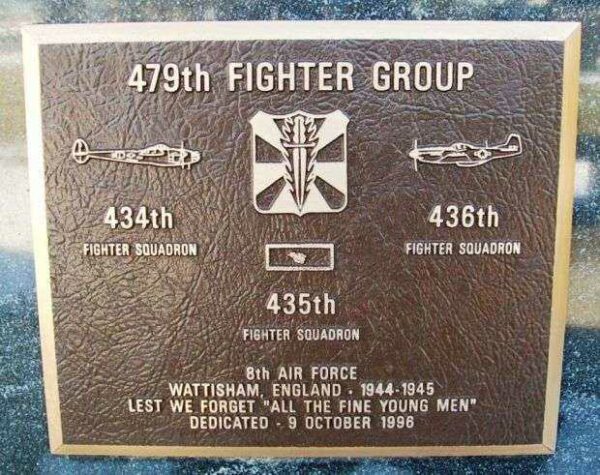 479th FIGHTER GROUP
434th
FIGHTER SQUADRON
436th
FIGHTER SQUADRON
435th
FIGHTER SQUADRON
8th AIR FORCE
WATTISHAM, ENGLAND - 1944-1945
LEST WE FORGET "ALL THE FINE YOUNG MEN"
DEDICATED - 9 OCTOBER 1996